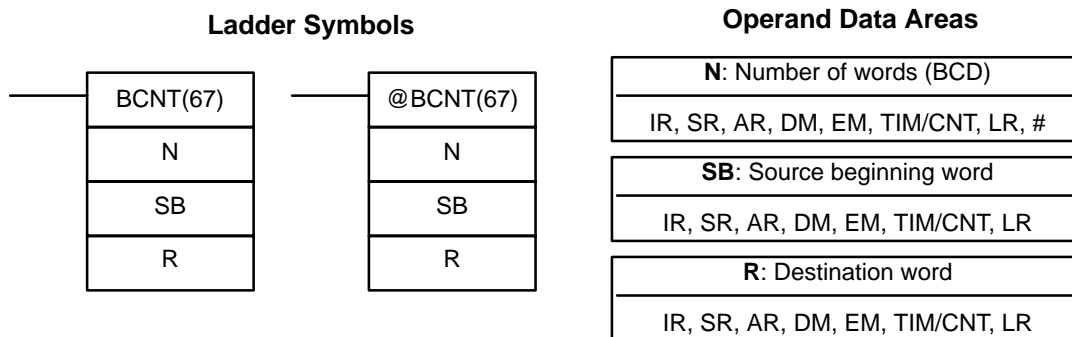 Ladder Symbols
BCNT(67)
N
SB
R
@BCNT(67)
N
SB
R
Operand Data Areas
N: Number of words (BCD)
IR, SR, AR, DM, EM, TIM/CNT, LR, #
SB: Source beginning word
IR, SR, AR, DM, EM, TIM/CNT, LR
R: Destination word
IR, SR, AR, DM, EM, TIM/CNT, LR